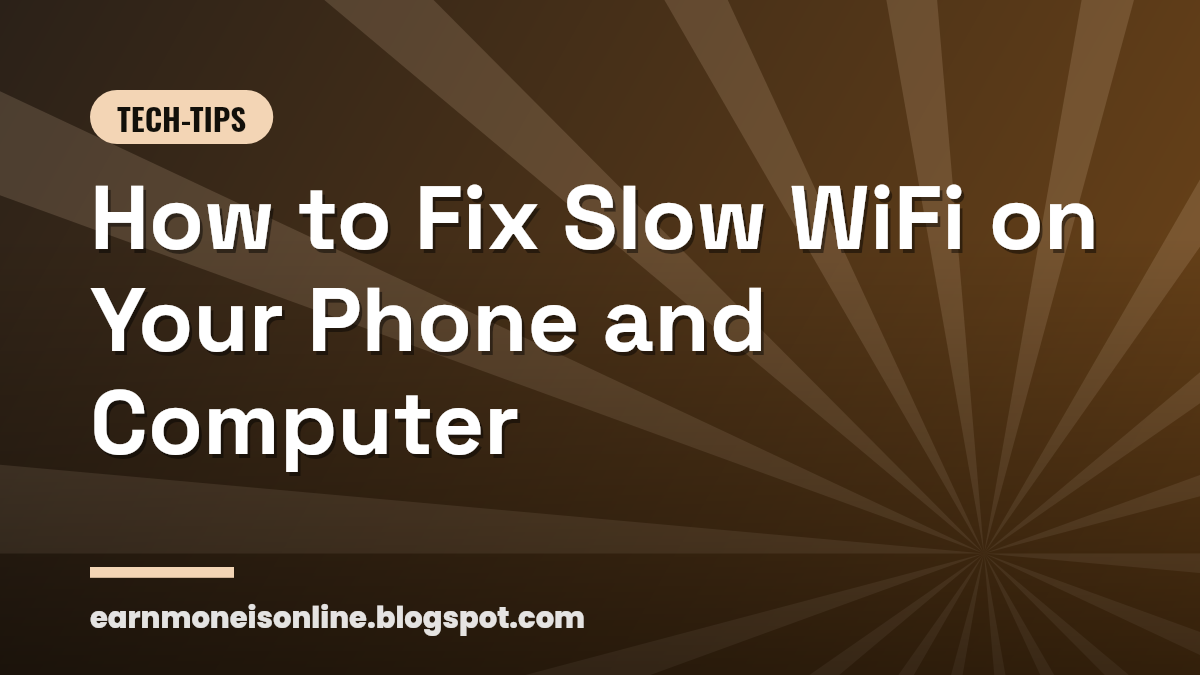 TECH-TIPS
How to Fix Slow WiFi on
Your Phone and
Computer
earnmoneisonline.blogspot.com